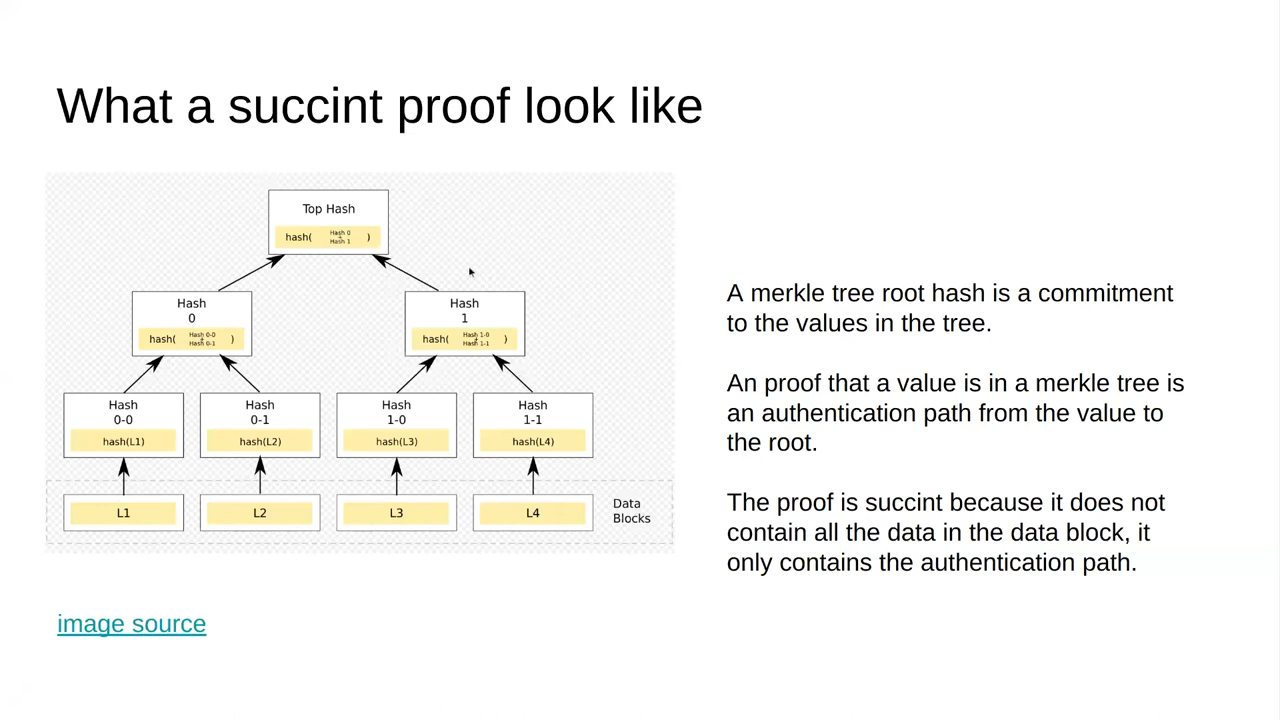 What a succint proof look like
Top Hash
hash( Hash 0 + Hash 1 )
Hash
0
hash( Hash 0-0 + Hash 0-1 )
Hash
1
hash( Hash 1-0 + Hash 1-1 )
Hash
0-0
hash(L1)
Hash
0-1
hash(L2)
Hash
1-0
hash(L3)
Hash
1-1
hash(L4)
L1
L2
L3
L4
Data
Blocks
A merkle tree root hash is a commitment
to the values in the tree.
An proof that a value is in a merkle tree is
an authentication path from the value to
the root.
The proof is succint because it does not
contain all the data in the data block, it
only contains the authentication path.
image source